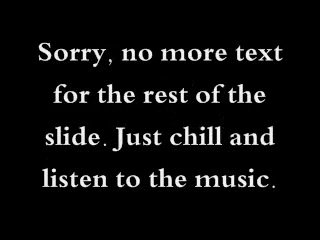 Sorry, no more text
for the rest of the
slide. Just chill and
listen to the music.